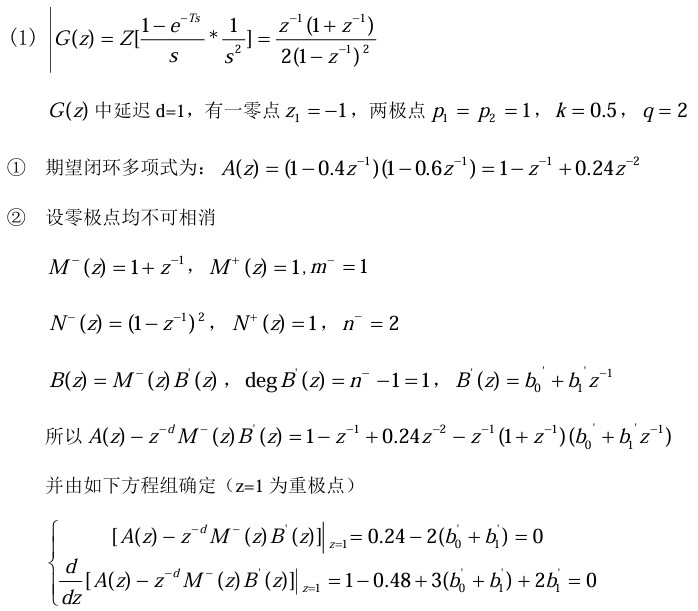 (1) G(z) = Z[\frac{1-e^{-Ts}}{s} * \frac{1}{s^2}] = \frac{z^{-1}(1+z^{-1})}{2(1-z^{-1})^2}
G(z) 中延迟 d=1，有一零点 z_1 = -1，两极点 p_1 = p_2 = 1，k = 0.5，q = 2
① 期望闭环多项式为：A(z) = (1-0.4z^{-1})(1-0.6z^{-1}) = 1-z^{-1}+0.24z^{-2}
② 设零极点均不可相消
M^-(z) = 1+z^{-1}，M^+(z) = 1, m^- = 1
N^-(z) = (1-z^{-1})^2，N^+(z) = 1，n^- = 2
B(z) = M^-(z)B'(z)，deg B'(z) = n^- -1 = 1，B'(z) = b_0' + b_1'z^{-1}
所以 A(z) - z^{-d}M^-(z)B'(z) = 1-z^{-1}+0.24z^{-2} - z^{-1}(1+z^{-1})(b_0' + b_1'z^{-1})
并由如下方程组确定（z=1 为重极点）
[A(z) - z^{-d}M^-(z)B'(z)]|_{z=1} = 0.24 - 2(b_0' + b_1') = 0
\frac{d}{dz}[A(z) - z^{-d}M^-(z)B'(z)]|_{z=1} = 1-0.48+3(b_0' + b_1')+2b_1' = 0